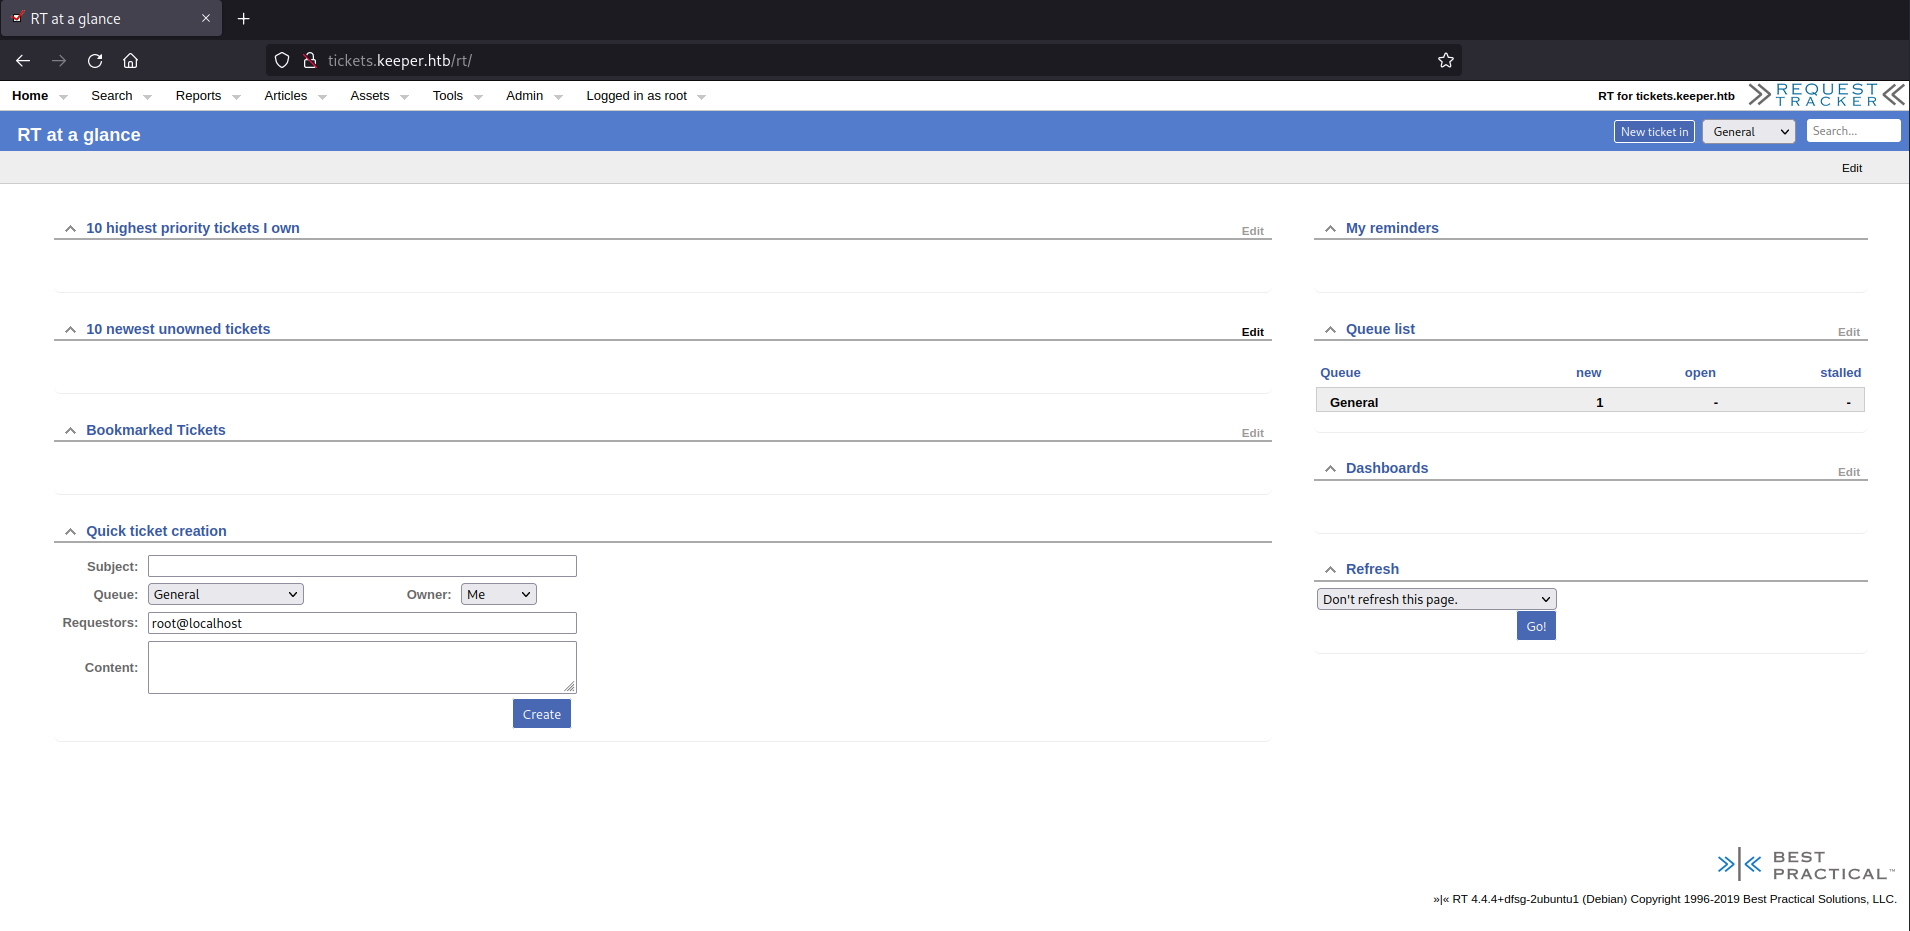 RT at a glance
tickets.keeper.htb/rt/
Home Search Reports Articles Assets Tools Admin Logged in as root RT for tickets.keeper.htb REQUEST TRACKER
RT at a glance New ticket in General Search...
Edit
10 highest priority tickets I own Edit
10 newest unowned tickets Edit
Bookmarked Tickets Edit
Quick ticket creation
Subject:
Queue: General Owner: Me
Requestors: root@localhost
Content:
Create
My reminders
Queue list Edit
Queue new open stalled
General 1 - -
Dashboards Edit
Refresh
Don't refresh this page.
Go!
BEST
PRACTICAL™
»|« RT 4.4.4+dfsg-2ubuntu1 (Debian) Copyright 1996-2019 Best Practical Solutions, LLC.